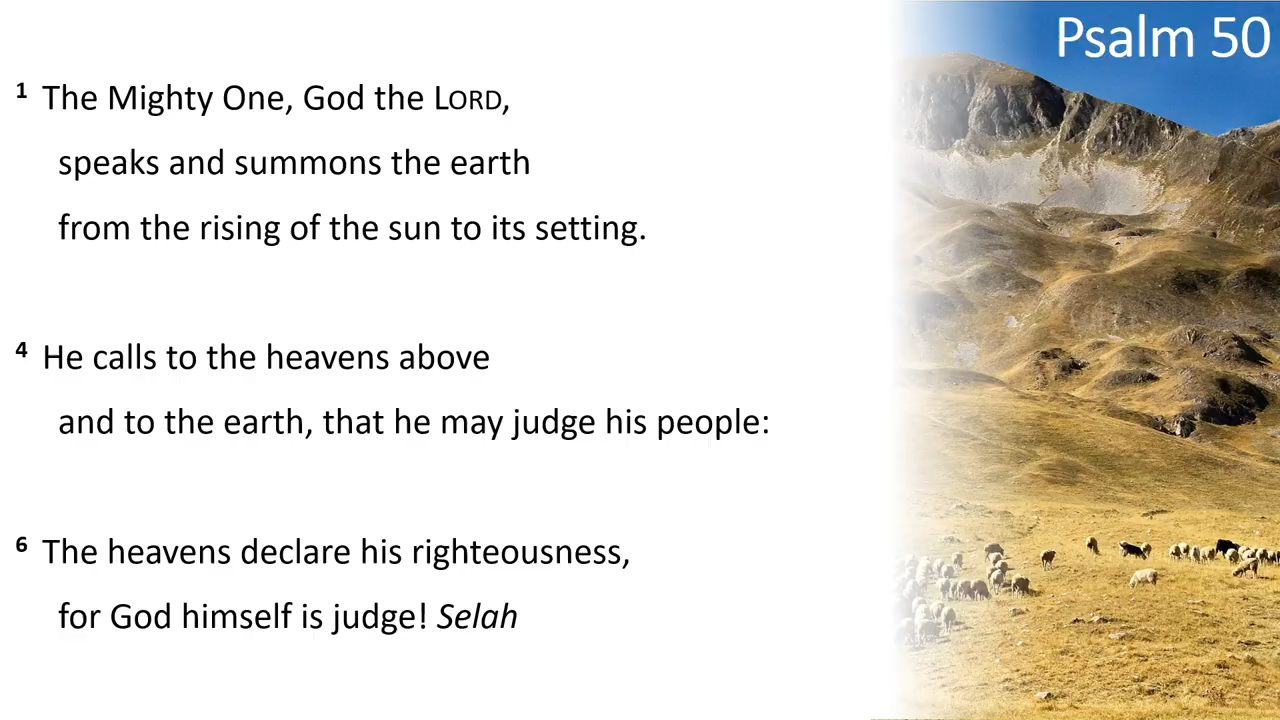 Psalm 50
1 The Mighty One, God the LORD,
speaks and summons the earth
from the rising of the sun to its setting.
4 He calls to the heavens above
and to the earth, that he may judge his people:
6 The heavens declare his righteousness,
for God himself is judge! Selah